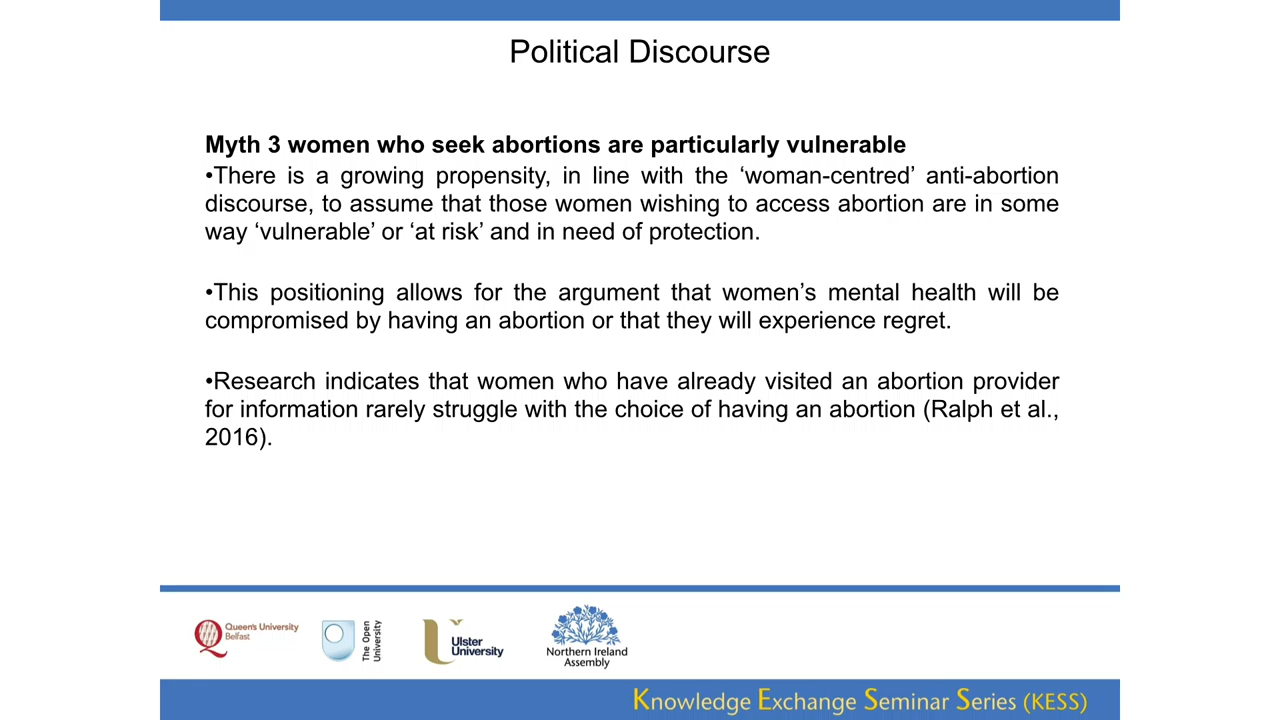 Political Discourse
Myth 3 women who seek abortions are particularly vulnerable
•There is a growing propensity, in line with the ‘woman-centred’ anti-abortion
discourse, to assume that those women wishing to access abortion are in some
way ‘vulnerable’ or ‘at risk’ and in need of protection.
•This positioning allows for the argument that women’s mental health will be
compromised by having an abortion or that they will experience regret.
•Research indicates that women who have already visited an abortion provider
for information rarely struggle with the choice of having an abortion (Ralph et al.,
2016).
Queen's University
Belfast
The Open
University
Ulster
University
Northern Ireland
Assembly
Knowledge Exchange Seminar Series (KESS)